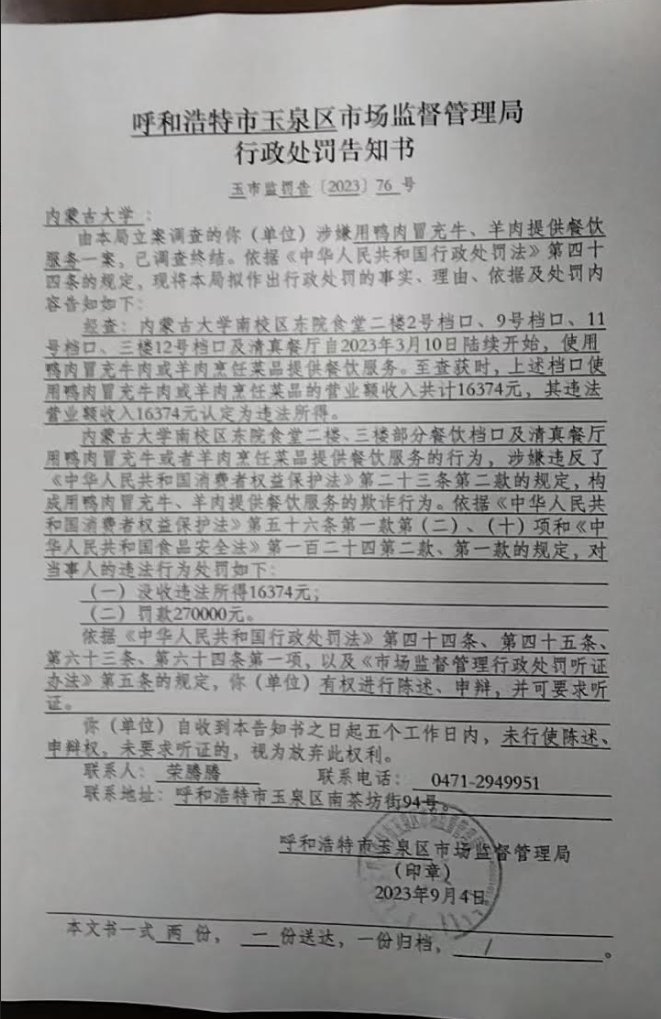 呼和浩特市玉泉区市场监督管理局
行政处罚告知书
玉市监罚告〔2023〕76 号
内蒙古大学：
由本局立案调查的你（单位）涉嫌用鸭肉冒充牛、羊肉提供餐饮
服务一案，已调查终结。依据《中华人民共和国行政处罚法》第四十
四条的规定，现将本局拟作出行政处罚的事实、理由、依据及处罚内
容告知如下：
经查：内蒙古大学南校区东院食堂二楼2号档口、9号档口、11
号档口、三楼12号档口及清真餐厅自2023年3月10日陆续开始，使用
鸭肉冒充牛肉或羊肉烹饪菜品提供餐饮服务。至查获时，上述档口使
用鸭肉冒充牛肉或羊肉烹饪菜品的营业额收入共计16374元，其违法
营业额收入16374元认定为违法所得。
内蒙古大学南校区东院食堂二楼、三楼部分餐饮档口及清真餐厅
用鸭肉冒充牛或者羊肉烹饪菜品提供餐饮服务的行为，涉嫌违反了
《中华人民共和国消费者权益保护法》第二十三条第二款的规定，构
成用鸭肉冒充牛、羊肉提供餐饮服务的欺诈行为。依据《中华人民共
和国消费者权益保护法》第五十六条第一款第（二）、（十）项和《中
华人民共和国食品安全法》第一百二十四第二款、第一款的规定，对
当事人的违法行为处罚如下：
（一）没收违法所得16374元；
（二）罚款270000元。
依据《中华人民共和国行政处罚法》第四十四条、第四十五条、
第六十三条、第六十四条第一项，以及《市场监督管理行政处罚听证
办法》第五条的规定，你（单位）有权进行陈述、申辩，并可要求听
证。
你（单位）自收到本告知书之日起五个工作日内，未行使陈述、
申辩权，未要求听证的，视为放弃此权利。
联系人：荣腾腾 联系电话：0471-2949951
联系地址：呼和浩特市玉泉区南茶坊街94号。
呼和浩特市玉泉区市场监督管理局
（印章）
2023年9月4日
本文书一式 两 份，一 份送达，一份归档， / 。